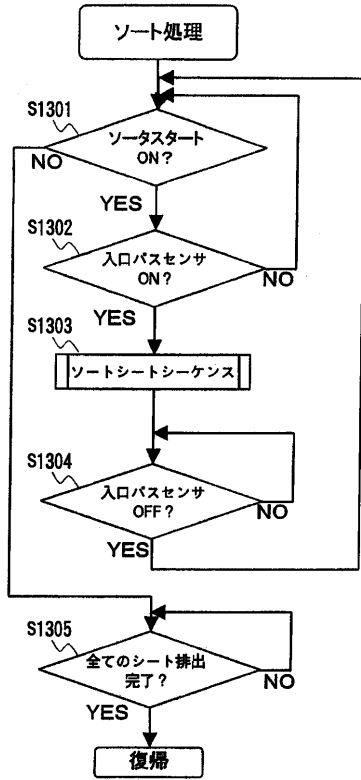 ソート処理
S1301
ソータスタート
ON?
NO
YES
S1302
入口パスセンサ
ON?
NO
YES
S1303
ソートシートシーケンス
S1304
入口パスセンサ
OFF?
NO
YES
S1305
全てのシート排出
完了?
NO
YES
復帰